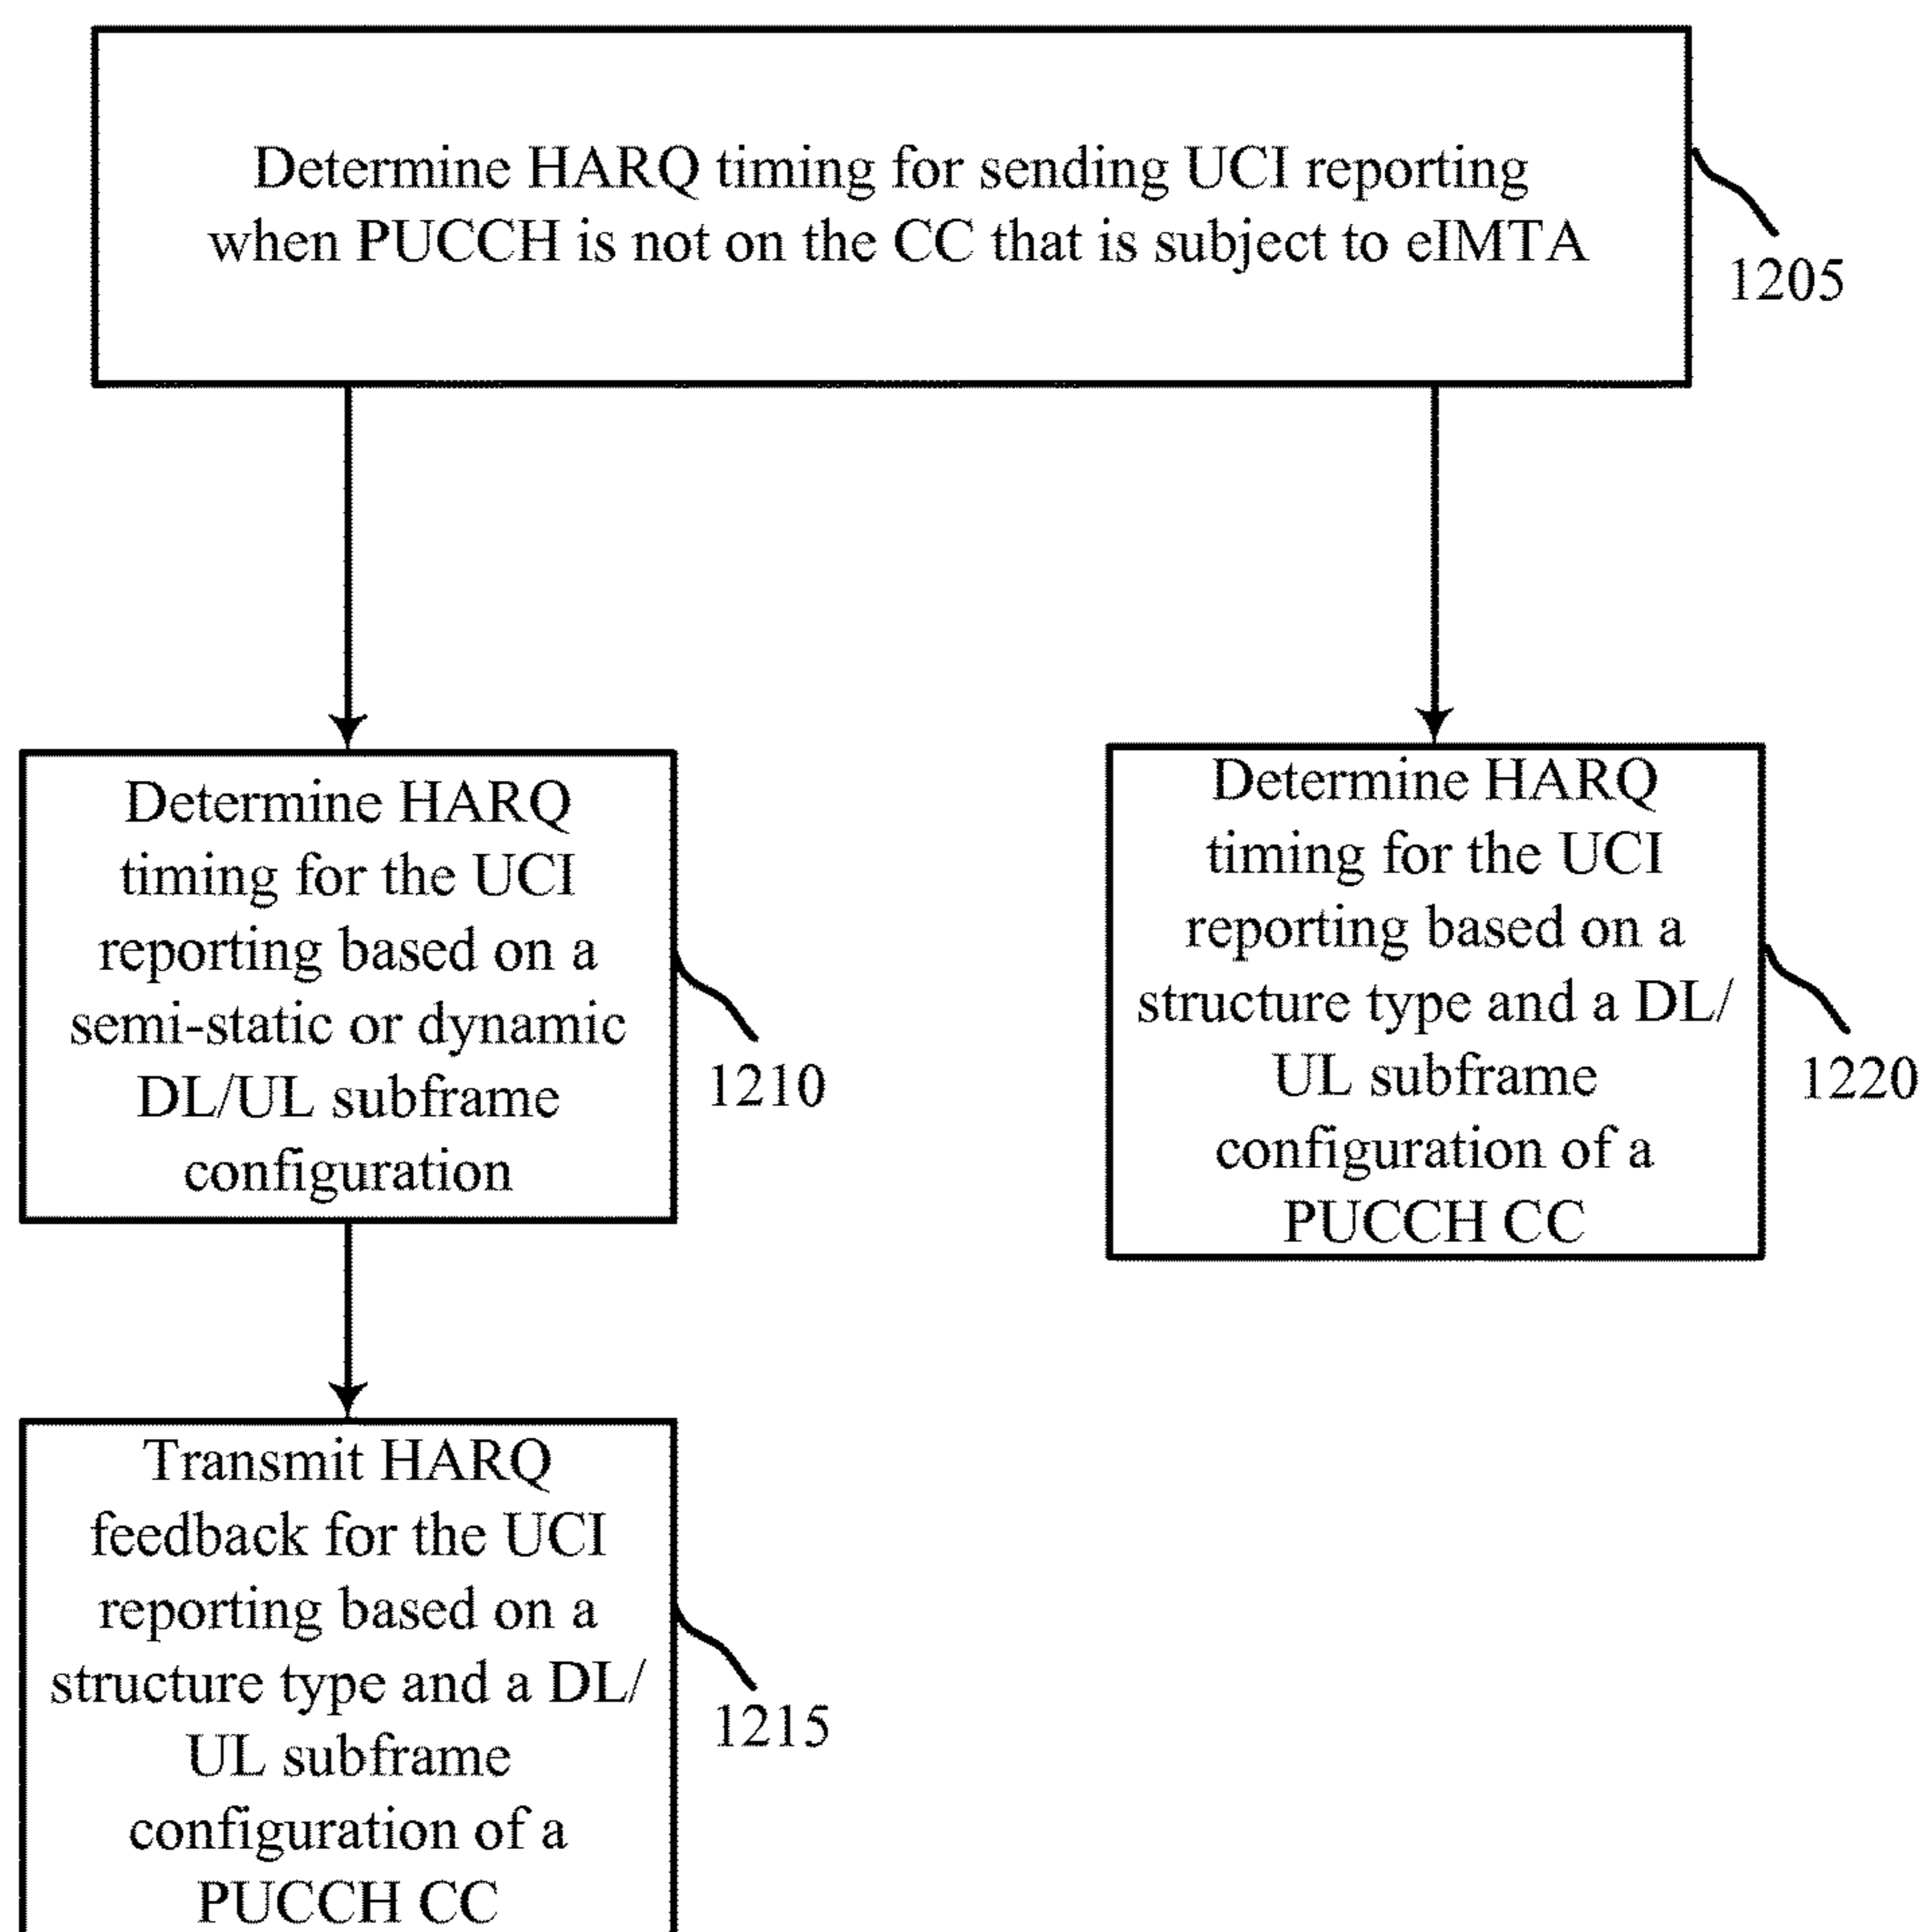 Determine HARQ timing for sending UCI reporting
when PUCCH is not on the CC that is subject to eIMTA
1205
Determine HARQ
timing for the UCI
reporting based on a
semi-static or dynamic
DL/UL subframe
configuration
1210
Determine HARQ
timing for the UCI
reporting based on a
structure type and a DL/
UL subframe
configuration of a
PUCCH CC
1220
Transmit HARQ
feedback for the UCI
reporting based on a
structure type and a DL/
UL subframe
configuration of a
PUCCH CC
1215